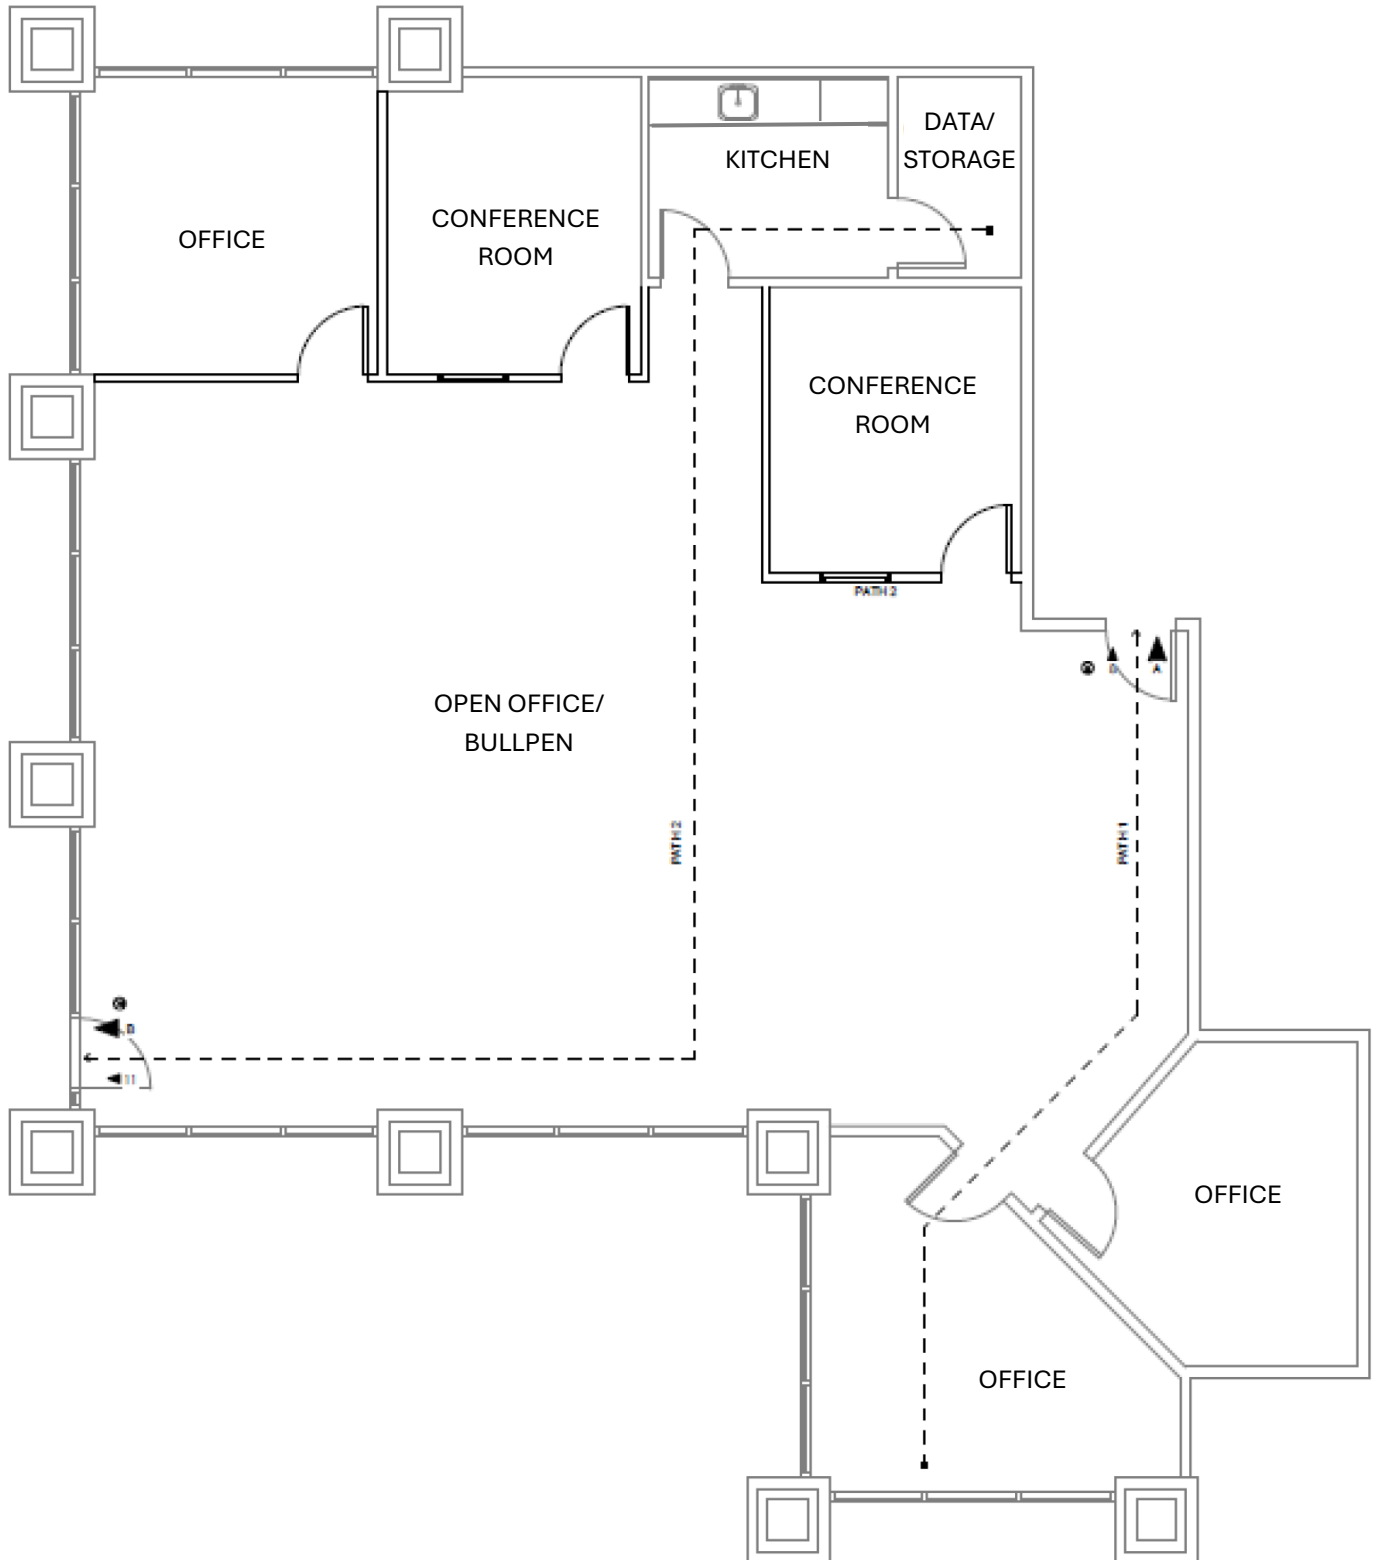 DATA/
STORAGE
KITCHEN
CONFERENCE
ROOM
OFFICE
CONFERENCE
ROOM
PATH 2
A
OPEN OFFICE/
BULLPEN
PATH 2
PATH 1
B
11
OFFICE
OFFICE